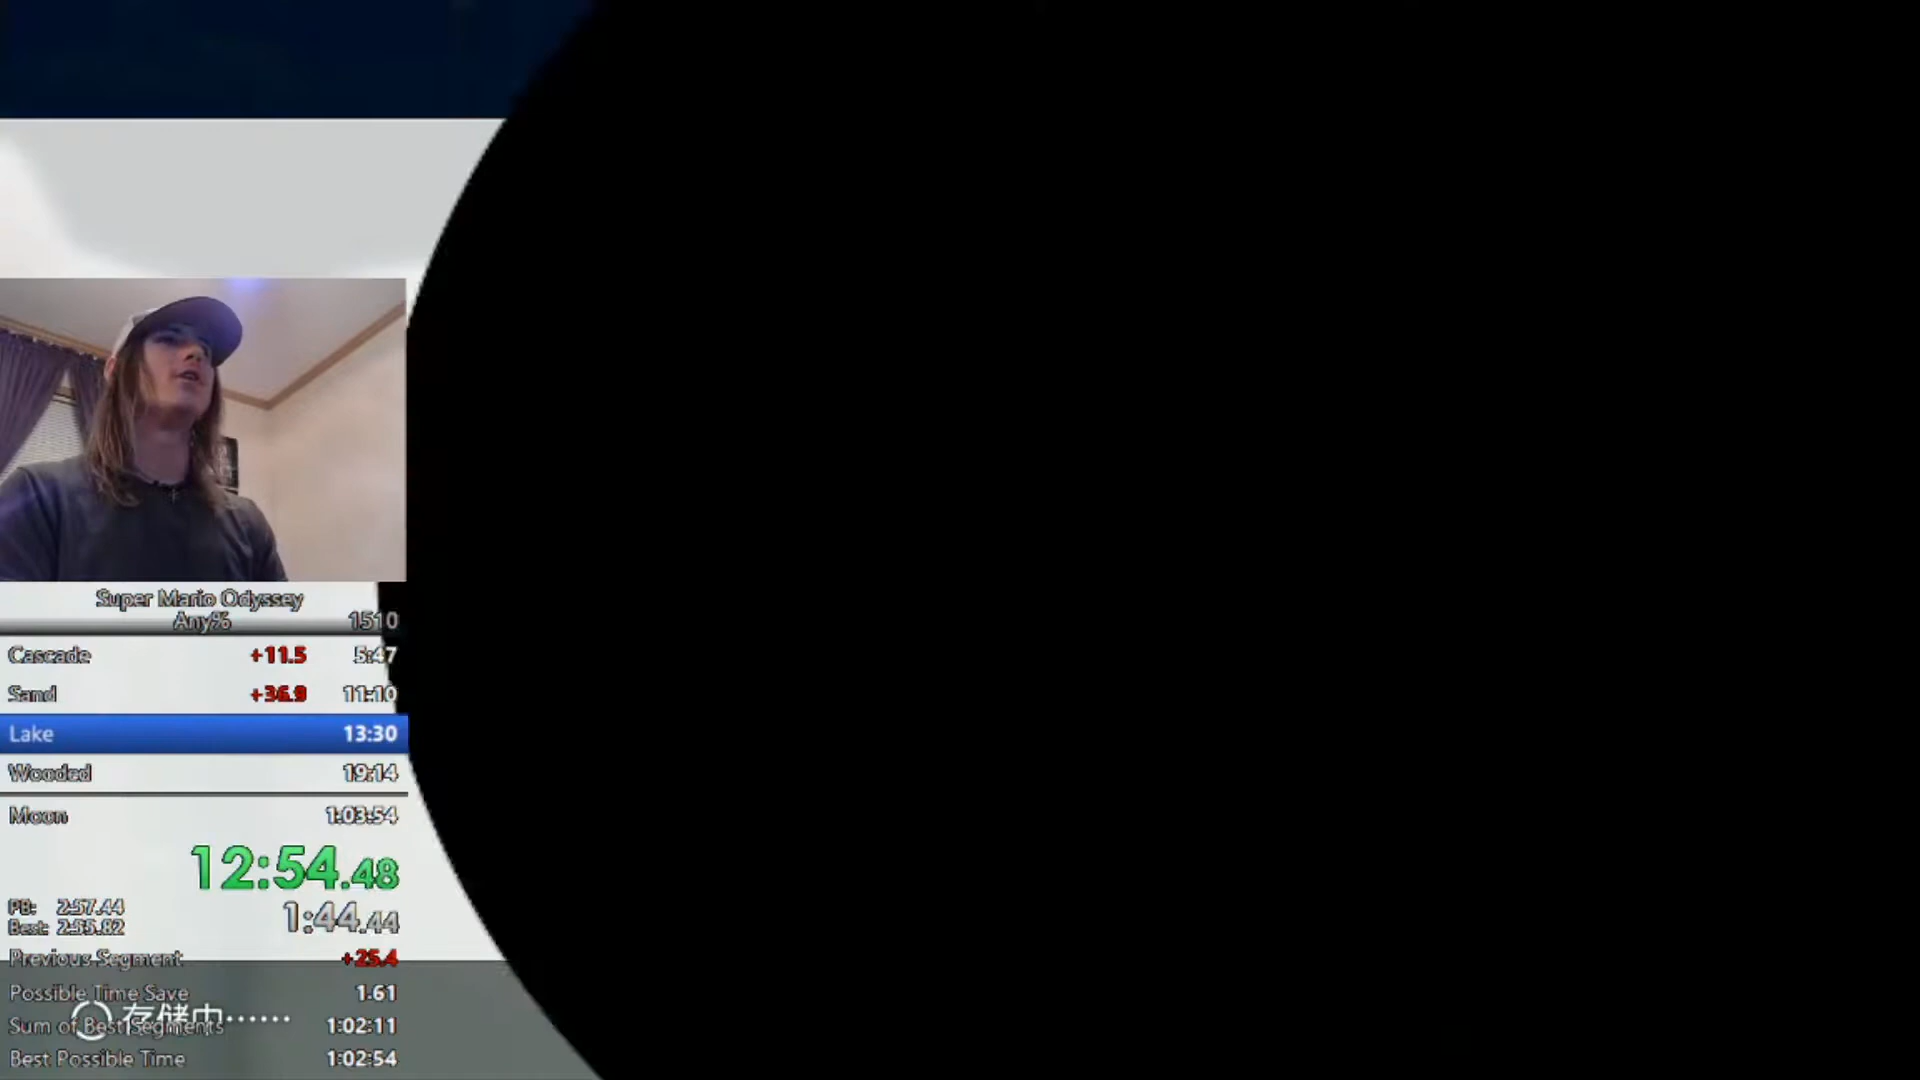 Super Mario Odyssey
Any% 1510
Cascade +11.5 5:47
Sand +36.9 11:10
Lake 13:30
Wooded 19:14
Moon 1:03:54
12:54.48
PB: 2:57.44
Best: 2:55.82
1:44.44
Previous Segment +25.4
Possible Time Save 1.61
存储中······
Sum of Best Segments 1:02:11
Best Possible Time 1:02:54